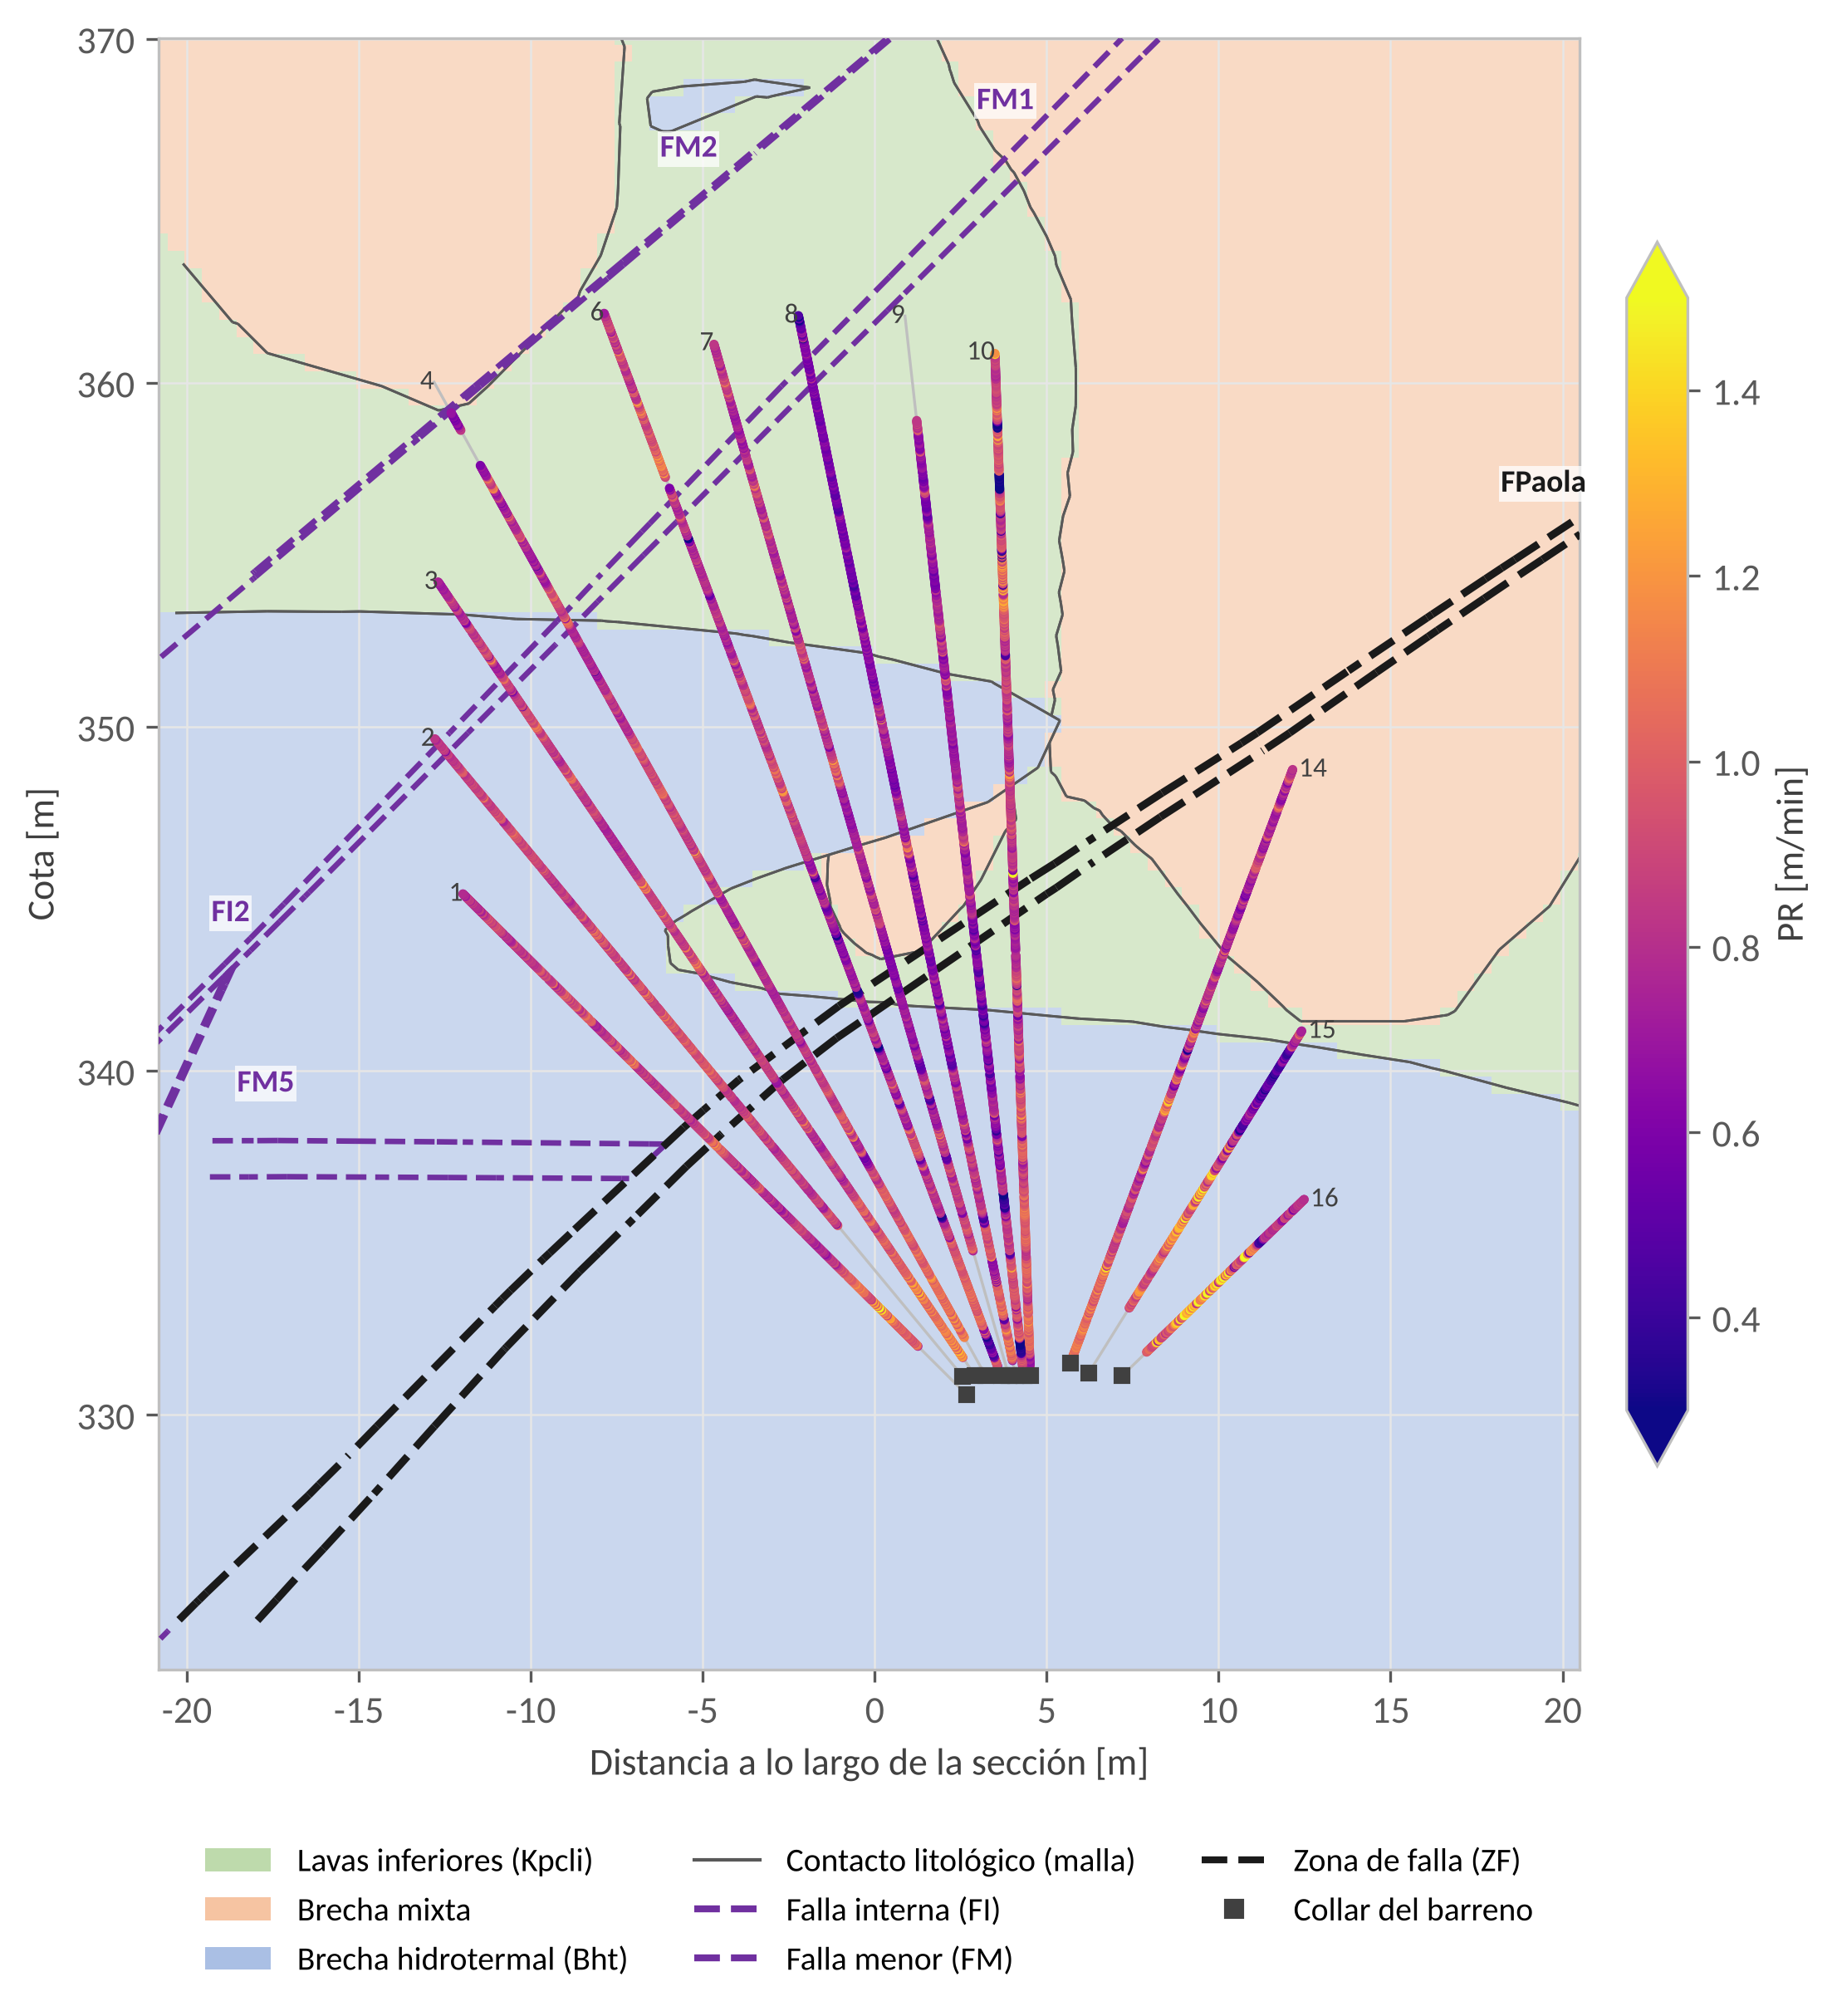 370
360
350
340
330
Cota [m]
-20
-15
-10
-5
0
5
10
15
20
Distancia a lo largo de la sección [m]
FM1
FM2
FPaola
FI2
FM5
1
2
3
4
6
7
8
9
10
14
15
16
1.4
1.2
1.0
0.8
0.6
0.4
PR [m/min]
Lavas inferiores (Kpcli)
Brecha mixta
Brecha hidrotermal (Bht)
Contacto litológico (malla)
Falla interna (FI)
Falla menor (FM)
Zona de falla (ZF)
Collar del barreno